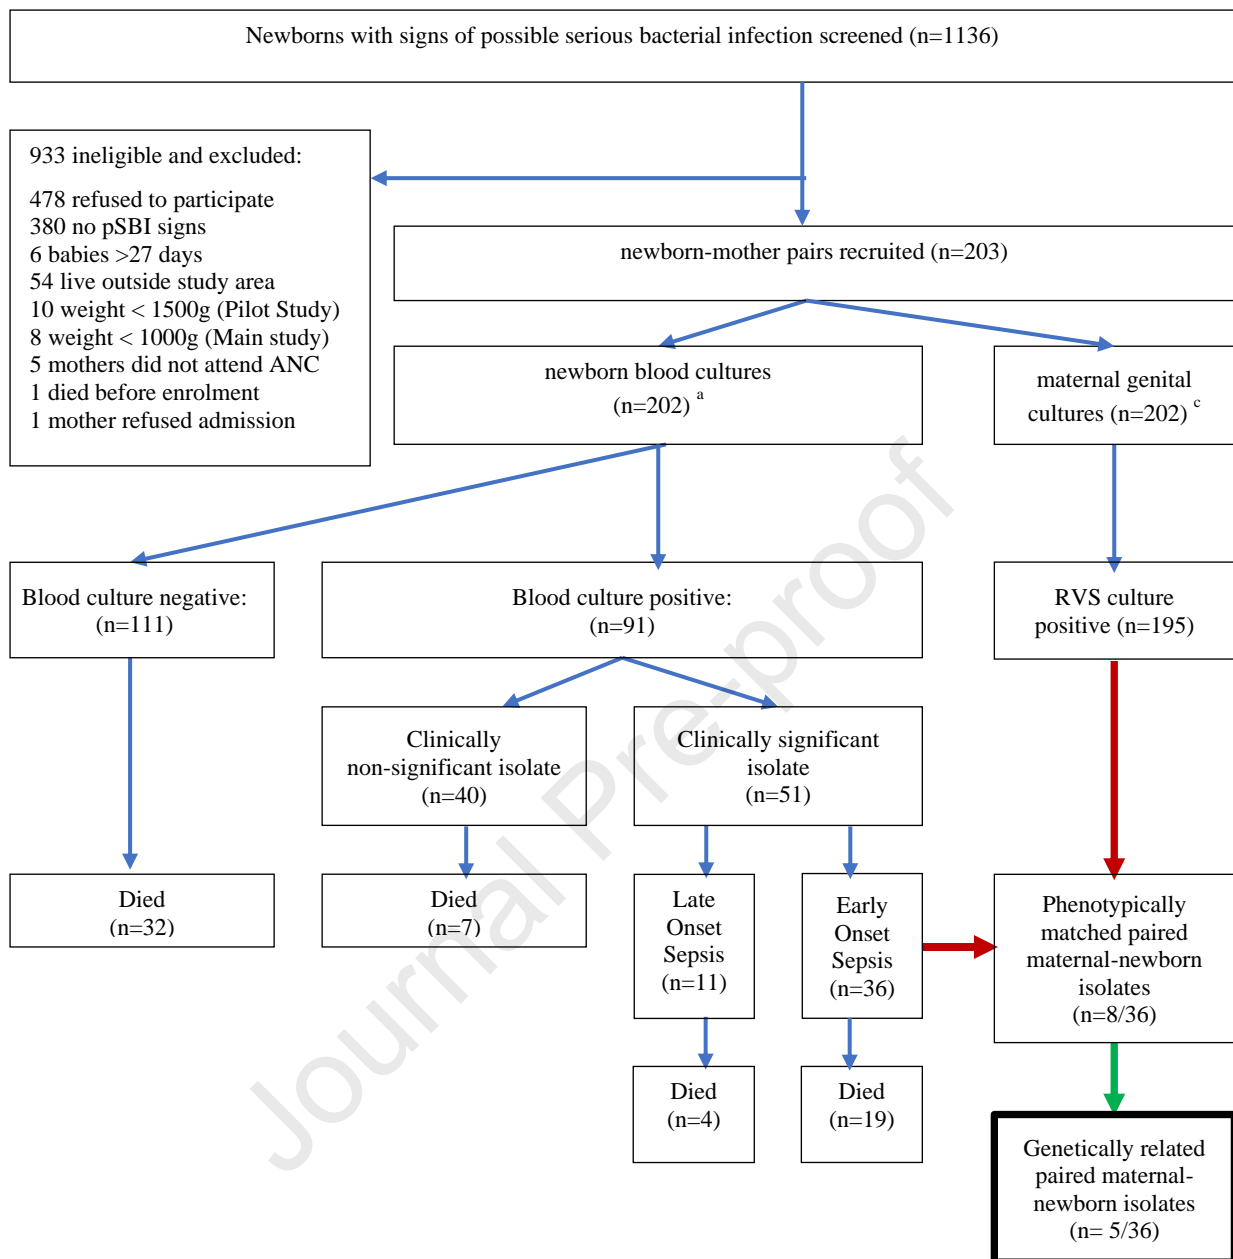 Newborns with signs of possible serious bacterial infection screened (n=1136)
933 ineligible and excluded:
478 refused to participate
380 no pSBI signs
6 babies >27 days
54 live outside study area
10 weight < 1500g (Pilot Study)
8 weight < 1000g (Main study)
5 mothers did not attend ANC
1 died before enrolment
1 mother refused admission
newborn-mother pairs recruited (n=203)
newborn blood cultures
(n=202) a
maternal genital
cultures (n=202) c
Blood culture negative:
(n=111)
Blood culture positive:
(n=91)
RVS culture
positive (n=195)
Clinically
non-significant isolate
(n=40)
Clinically significant
isolate
(n=51)
Died
(n=32)
Died
(n=7)
Late
Onset
Sepsis
(n=11)
Early
Onset
Sepsis
(n=36)
Phenotypically
matched paired
maternal-newborn
isolates
(n=8/36)
Died
(n=4)
Died
(n=19)
Genetically related
paired maternal-
newborn isolates
(n= 5/36)
Journal Pre-proof